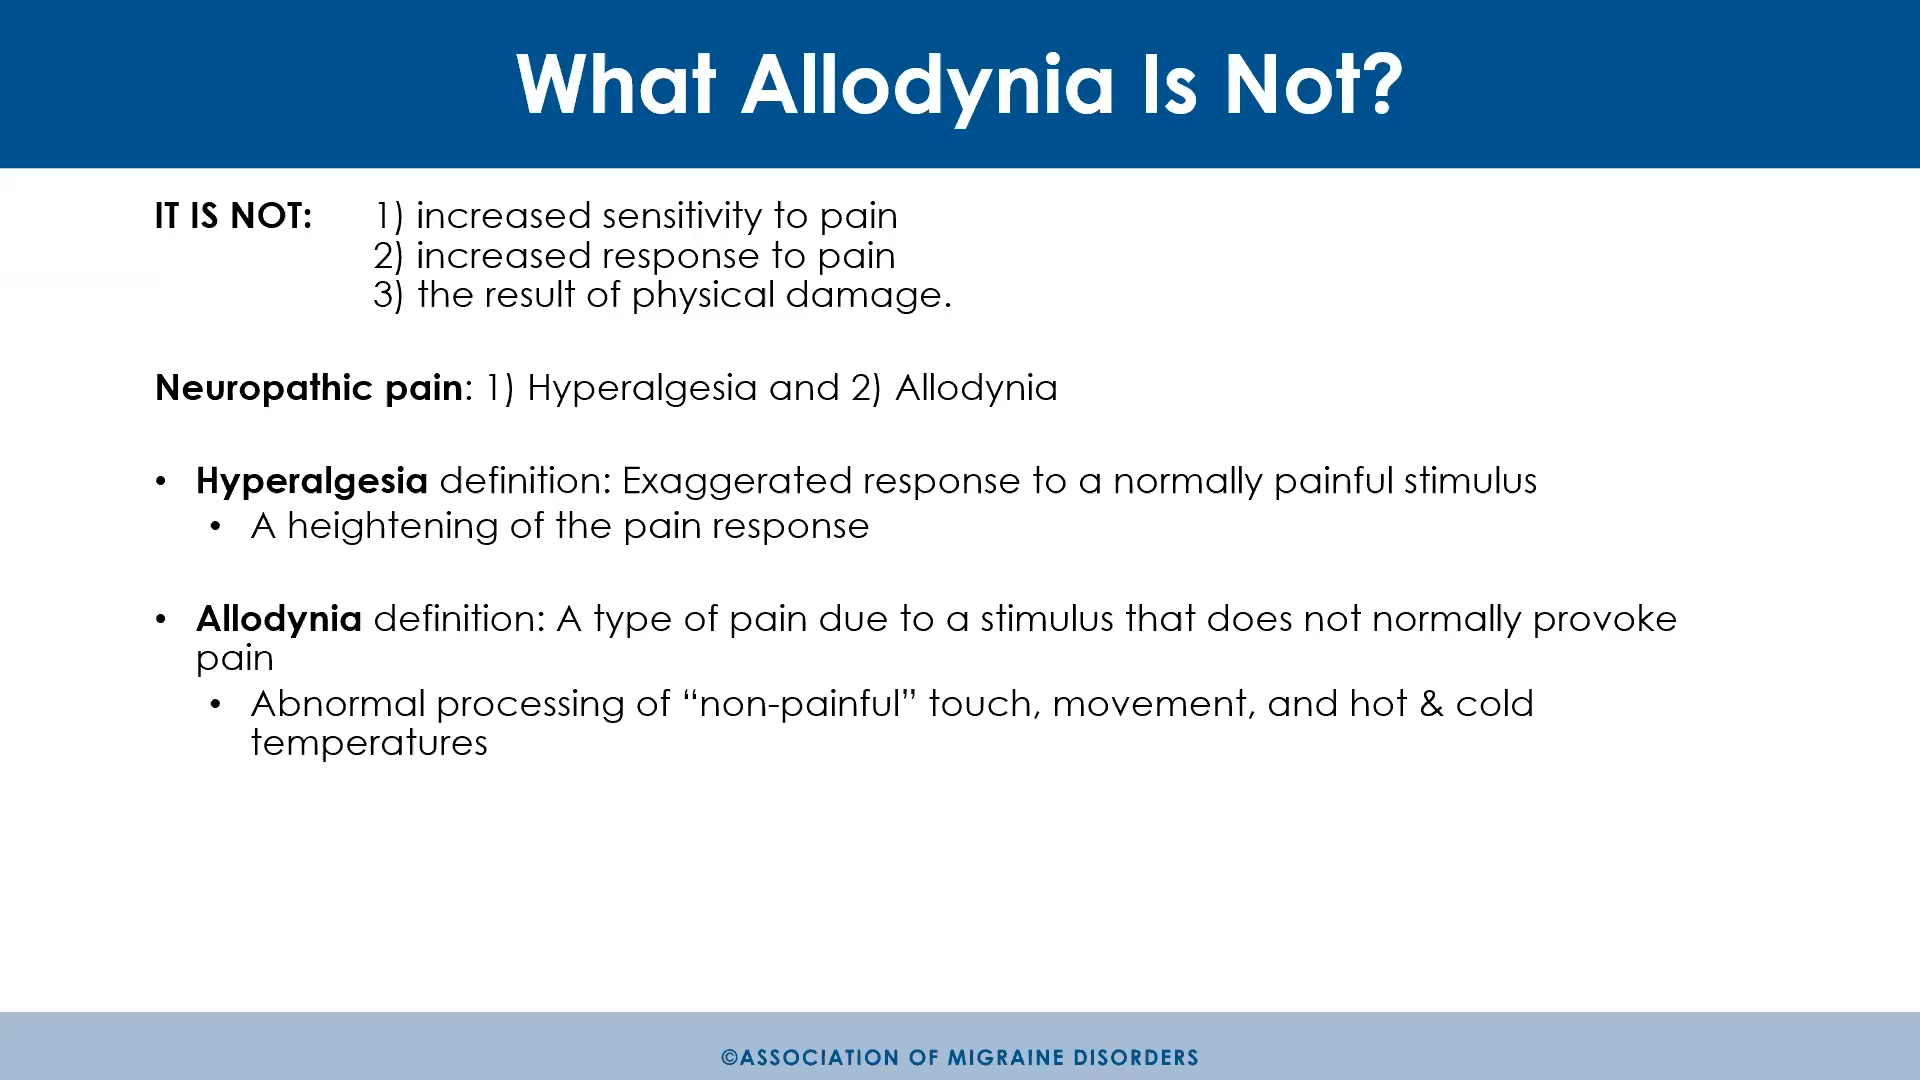 What Allodynia Is Not?
IT IS NOT: 1) increased sensitivity to pain
2) increased response to pain
3) the result of physical damage.
Neuropathic pain: 1) Hyperalgesia and 2) Allodynia
• Hyperalgesia definition: Exaggerated response to a normally painful stimulus
• A heightening of the pain response
• Allodynia definition: A type of pain due to a stimulus that does not normally provoke
pain
• Abnormal processing of “non-painful” touch, movement, and hot & cold
temperatures
©ASSOCIATION OF MIGRAINE DISORDERS